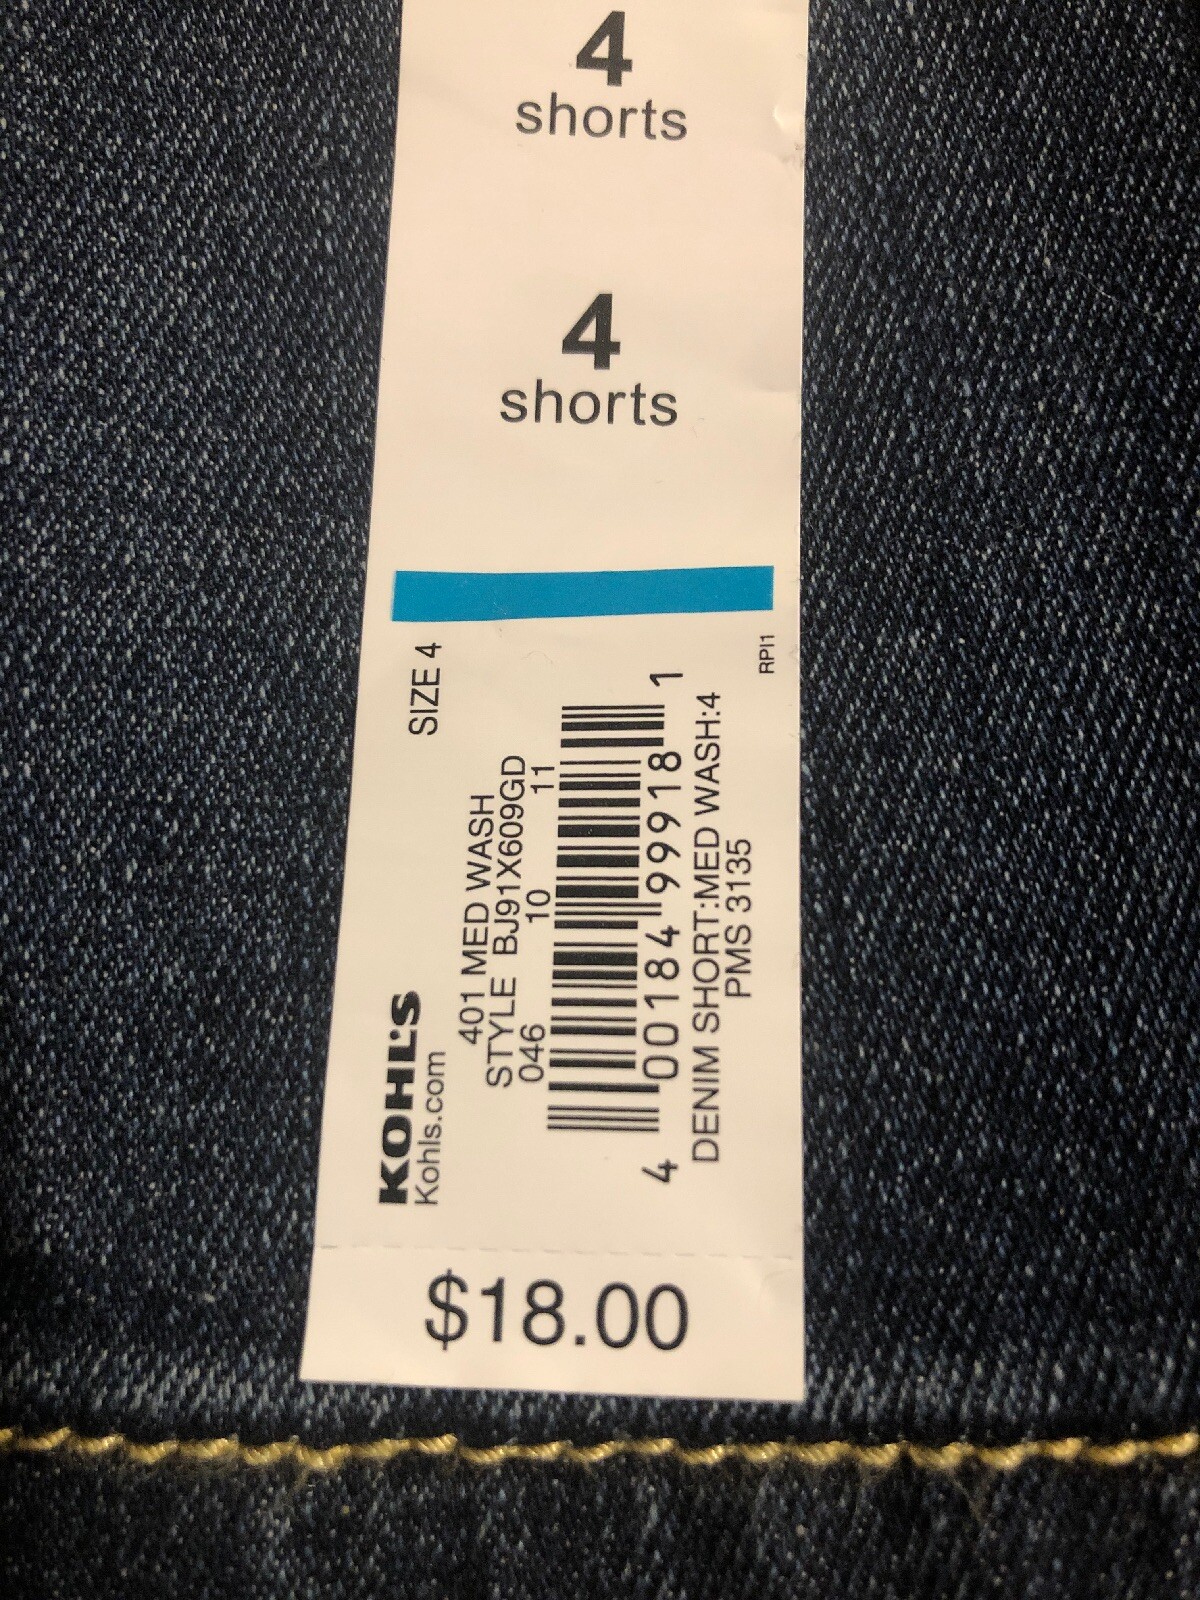 4
shorts
4
shorts
SIZE 4
KOHL'S
Kohls.com
401 MED WASH
STYLE BJ91X609GD
046 10 11
4 00184 99918 1
DENIM SHORT:MED WASH:4
PMS 3135
RPI1
$18.00